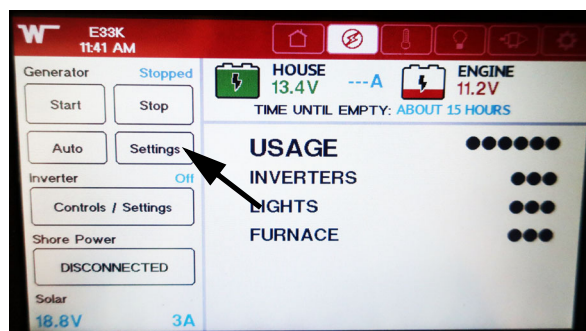 W E33K
11:41 AM
Generator Stopped
Start Stop
Auto Settings
Inverter Off
Controls / Settings
Shore Power
DISCONNECTED
Solar
18.8V 3A
HOUSE
13.4V ---A
ENGINE
11.2V
TIME UNTIL EMPTY: ABOUT 15 HOURS
USAGE
INVERTERS
LIGHTS
FURNACE